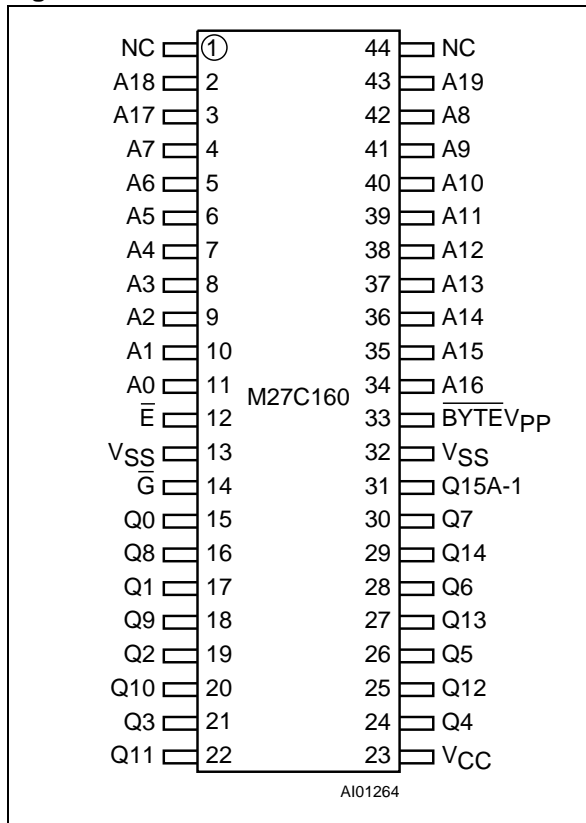 NC 1 44 NC
A18 2 43 A19
A17 3 42 A8
A7 4 41 A9
A6 5 40 A10
A5 6 39 A11
A4 7 38 A12
A3 8 37 A13
A2 9 36 A14
A1 10 35 A15
A0 11 M27C160 34 A16
E̅ 12 33 B̅Y̅T̅E̅VPP
VSS 13 32 VSS
G̅ 14 31 Q15A-1
Q0 15 30 Q7
Q8 16 29 Q14
Q1 17 28 Q6
Q9 18 27 Q13
Q2 19 26 Q5
Q10 20 25 Q12
Q3 21 24 Q4
Q11 22 23 VCC
AI01264